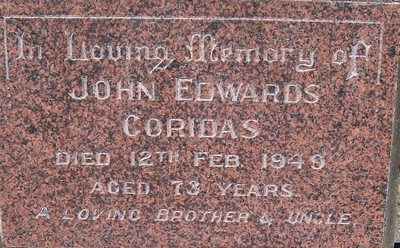 In Loving Memory of
JOHN EDWARDS
CORIDAS
DIED 12TH FEB. 1949
AGED 73 YEARS
A LOVING BROTHER & UNCLE